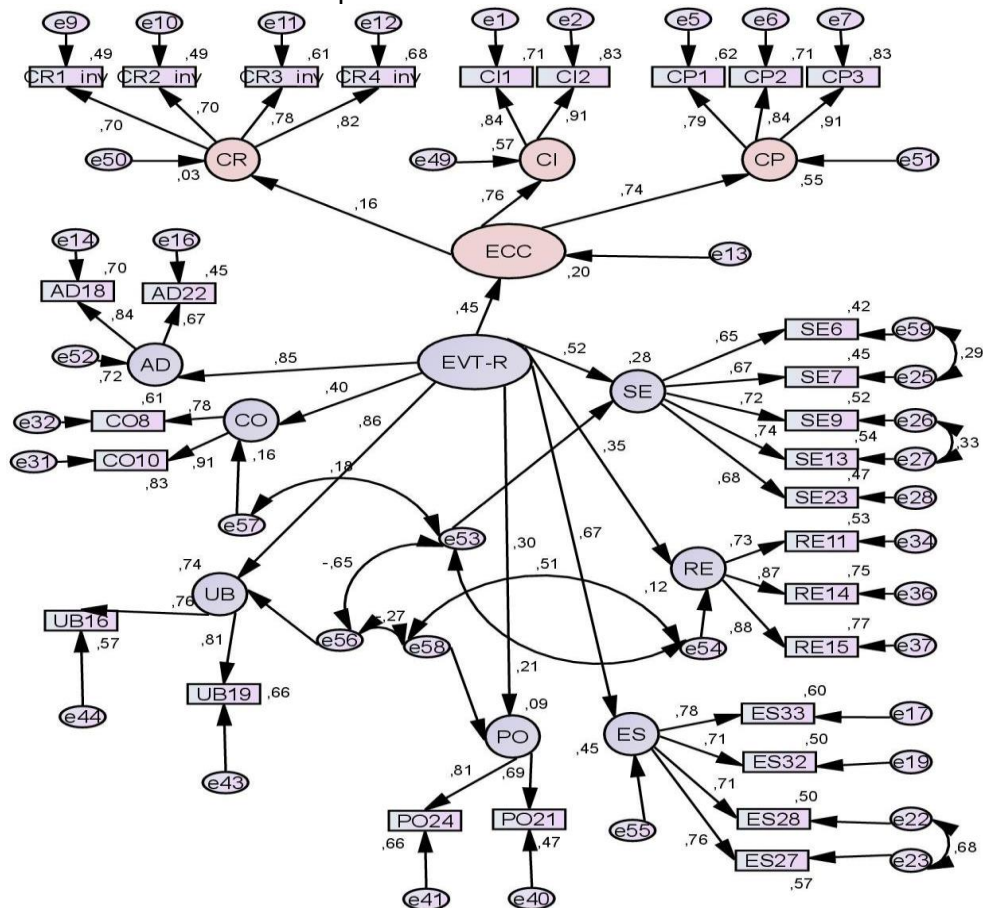 e9 e10 e11 e12 e1 e2 e5 e6 e7
,49 ,49 ,61 ,68 ,71 ,83 ,62 ,71 ,83
CR1_inv CR2_inv CR3_inv CR4_inv CI1 CI2 CP1 CP2 CP3
,70 ,70 ,78 ,82 ,84 ,91 ,79 ,84 ,91
e50 CR e49 ,57 CI CP e51
,03 ,55
,16 ,76 ,74
e14 e16 ECC e13
,70 ,45 ,20
AD18 AD22
,84 ,67 ,45
e52 AD EVT-R ,52 ,28 SE
,72 ,85 ,40 ,86
,42
,65 SE6 e59
,29
,45
,67 SE7 e25
,52
,72 SE9 e26
,33
,54
,74 SE13 e27
,47
,68 SE23 e28
,61
e32 CO8 ,78 CO
e31 CO10 ,91 ,16
,83
,18 ,35
e57 e53
,53
,73 RE11 e34
,75
RE ,87 RE14 e36
,12
,77
,88 RE15 e37
e54
-,65 ,30 ,51 ,67
,74 UB
,76
UB16 ,57
,81
e56 ,27 e58
,21
UB19 ,66
e44
e43
,09
PO
,81 ,69
PO24 PO21
,66 ,47
e41 e40
ES
,45
e55
,60
,78 ES33 e17
,50
,71 ES32 e19
,50
,71 ES28 e22
,68
,76 ES27 e23
,57